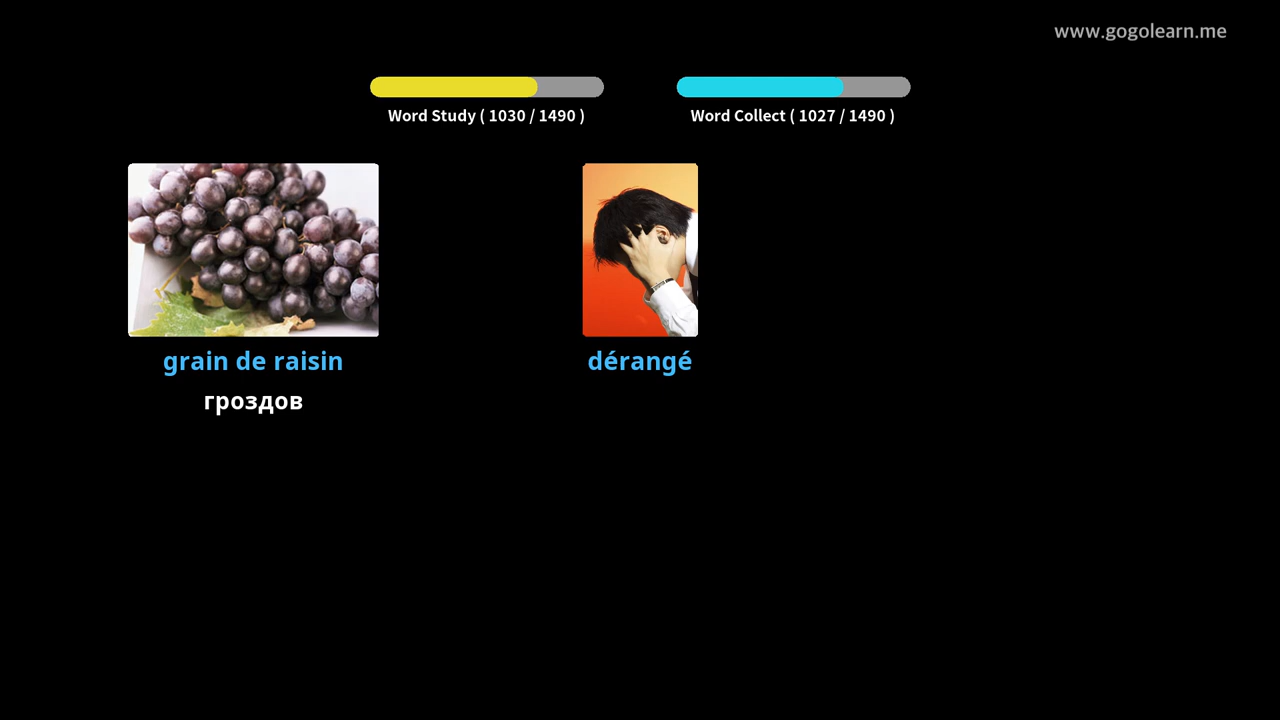 www.gogolearn.me
Word Study ( 1030 / 1490 )
Word Collect ( 1027 / 1490 )
grain de raisin
гроздов
dérangé